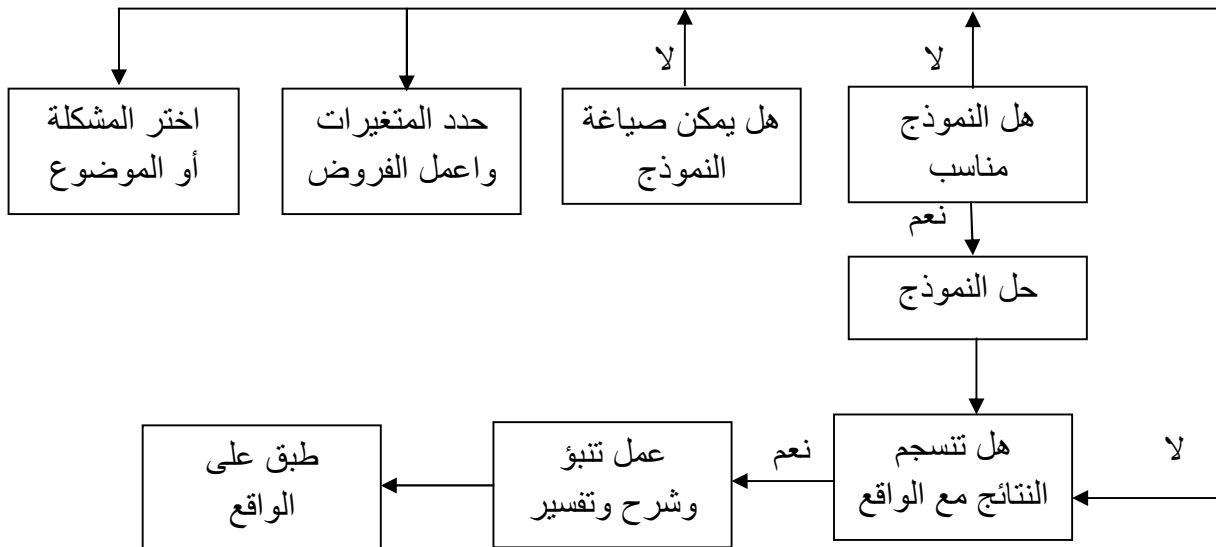 لا
لا
اختر المشكلة
أو الموضوع
حدد المتغيرات
واعمل الفروض
هل يمكن صياغة
النموذج
هل النموذج
مناسب
نعم
حل النموذج
هل تنسجم
النتائج مع الواقع
لا
نعم
عمل تنبؤ
وشرح وتفسير
طبق على
الواقع